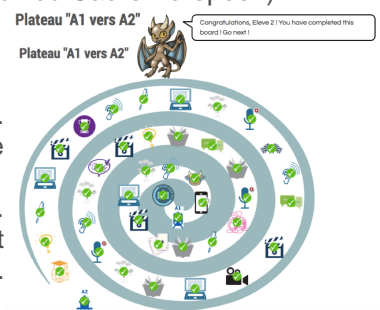 Plateau "A1 vers A2"
Congratulations, Eleve 2 ! You have completed this
board ! Go next !
Plateau "A1 vers A2"
A1
A2